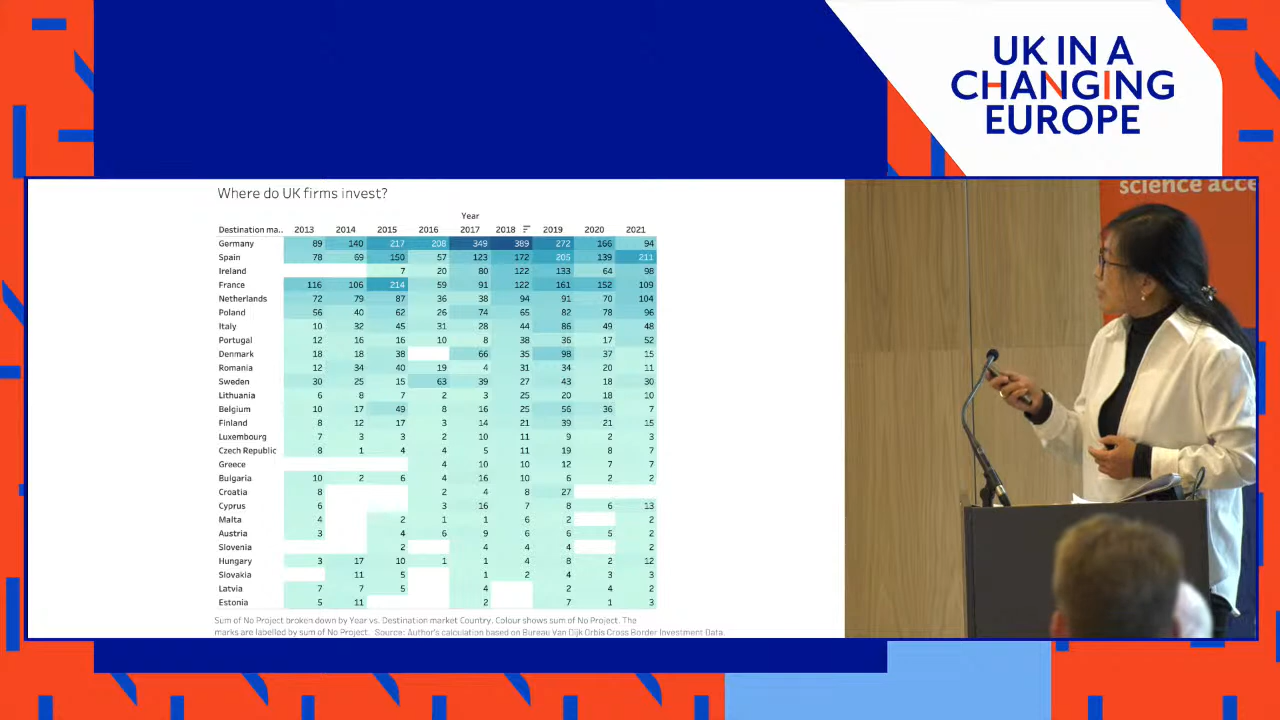 UK IN A
CHANGING
EUROPE
science acce
Where do UK firms invest?
Year
Destination ma.. 2013 2014 2015 2016 2017 2018 2019 2020 2021
Germany 89 140 217 208 349 389 272 166 94
Spain 78 69 150 57 123 172 205 139 211
Ireland 7 20 80 122 133 64 98
France 116 106 214 59 91 122 161 152 109
Netherlands 72 79 87 36 38 94 91 70 104
Poland 56 40 62 26 74 65 82 78 96
Italy 10 32 45 31 28 44 86 49 48
Portugal 12 16 16 10 8 38 36 17 52
Denmark 18 18 38 66 35 98 37 15
Romania 12 34 40 19 4 31 34 20 11
Sweden 30 25 15 63 39 27 43 18 30
Lithuania 6 8 7 2 3 25 20 18 10
Belgium 10 17 49 8 16 25 56 36 7
Finland 8 12 17 3 14 21 39 21 15
Luxembourg 7 3 3 2 10 11 9 2 3
Czech Republic 8 1 4 4 5 11 19 8 7
Greece 4 10 10 12 7 7
Bulgaria 10 2 6 4 16 10 6 2 2
Croatia 8 2 4 8 27
Cyprus 6 3 16 7 8 6 13
Malta 4 2 1 1 6 2 2
Austria 3 4 6 9 6 6 5 2
Slovenia 2 4 4 4 2
Hungary 3 17 10 1 1 4 8 2 12
Slovakia 11 5 1 2 4 3 3
Latvia 7 7 5 4 2 4 2
Estonia 5 11 2 7 1 3
Sum of No Project broken down by Year vs. Destination market Country. Colour shows sum of No Project. The
marks are labelled by sum of No Project. Source: Author's calculation based on Bureau Van Dijk Orbis Cross Border Investment Data.